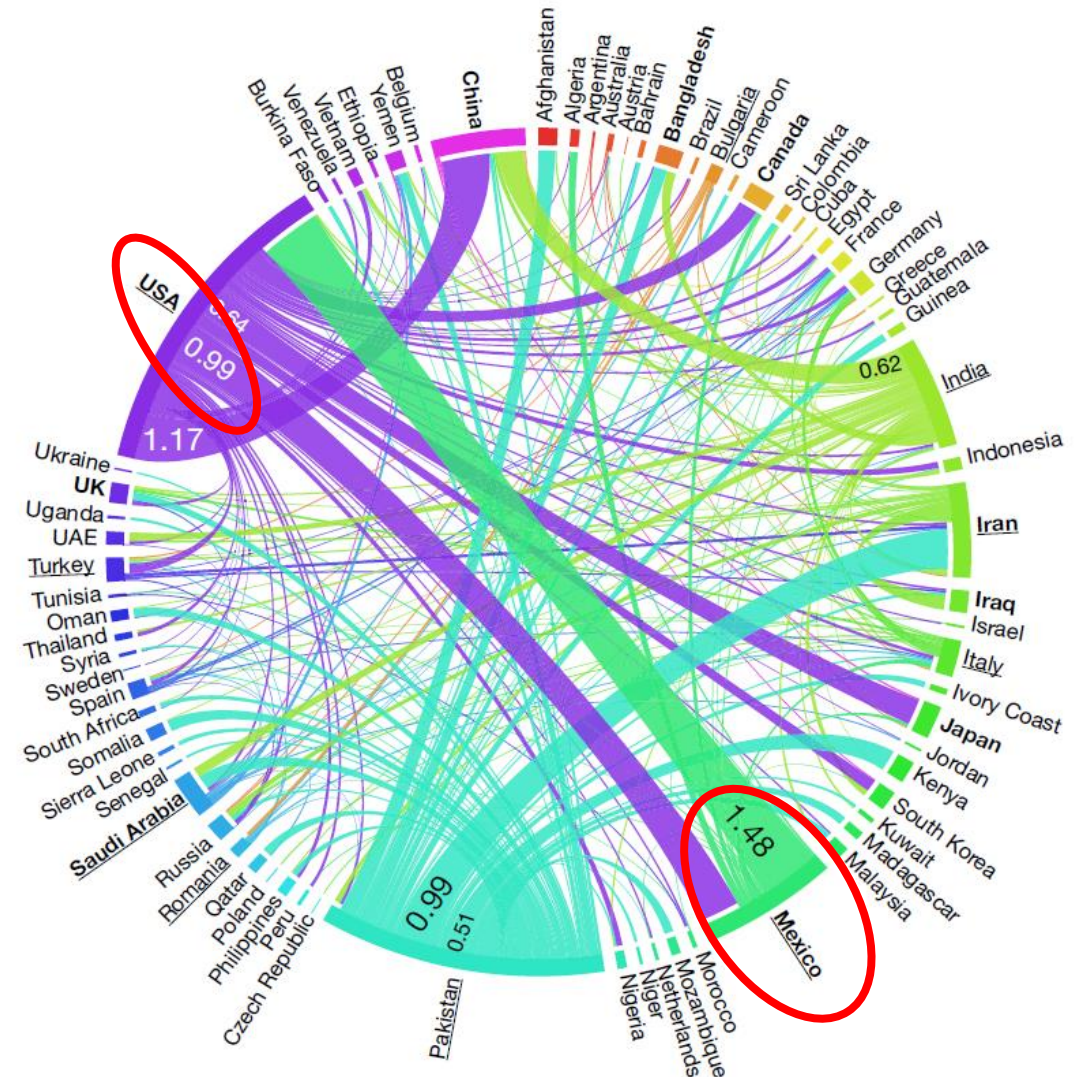 China
Afghanistan
Algeria
Argentina
Australia
Austria
Bahrain
Bangladesh
Brazil
Bulgaria
Cameroon
Canada
Sri Lanka
Colombia
Cuba
Egypt
France
Germany
Greece
Guatemala
Guinea
India
0.62
Indonesia
Iran
Iraq
Israel
Italy
Ivory Coast
Japan
Jordan
Kenya
South Korea
Kuwait
Madagascar
Malaysia
Mexico
1.48
Morocco
Mozambique
Netherlands
Niger
Nigeria
Pakistan
0.99
0.51
Czech Republic
Peru
Philippines
Poland
Qatar
Romania
Russia
Saudi Arabia
Senegal
Sierra Leone
Somalia
South Africa
Spain
Sweden
Syria
Thailand
Oman
Tunisia
Turkey
UAE
Uganda
UK
Ukraine
USA
0.64
0.99
1.17
Burkina Faso
Venezuela
Vietnam
Ethiopia
Yemen
Belgium